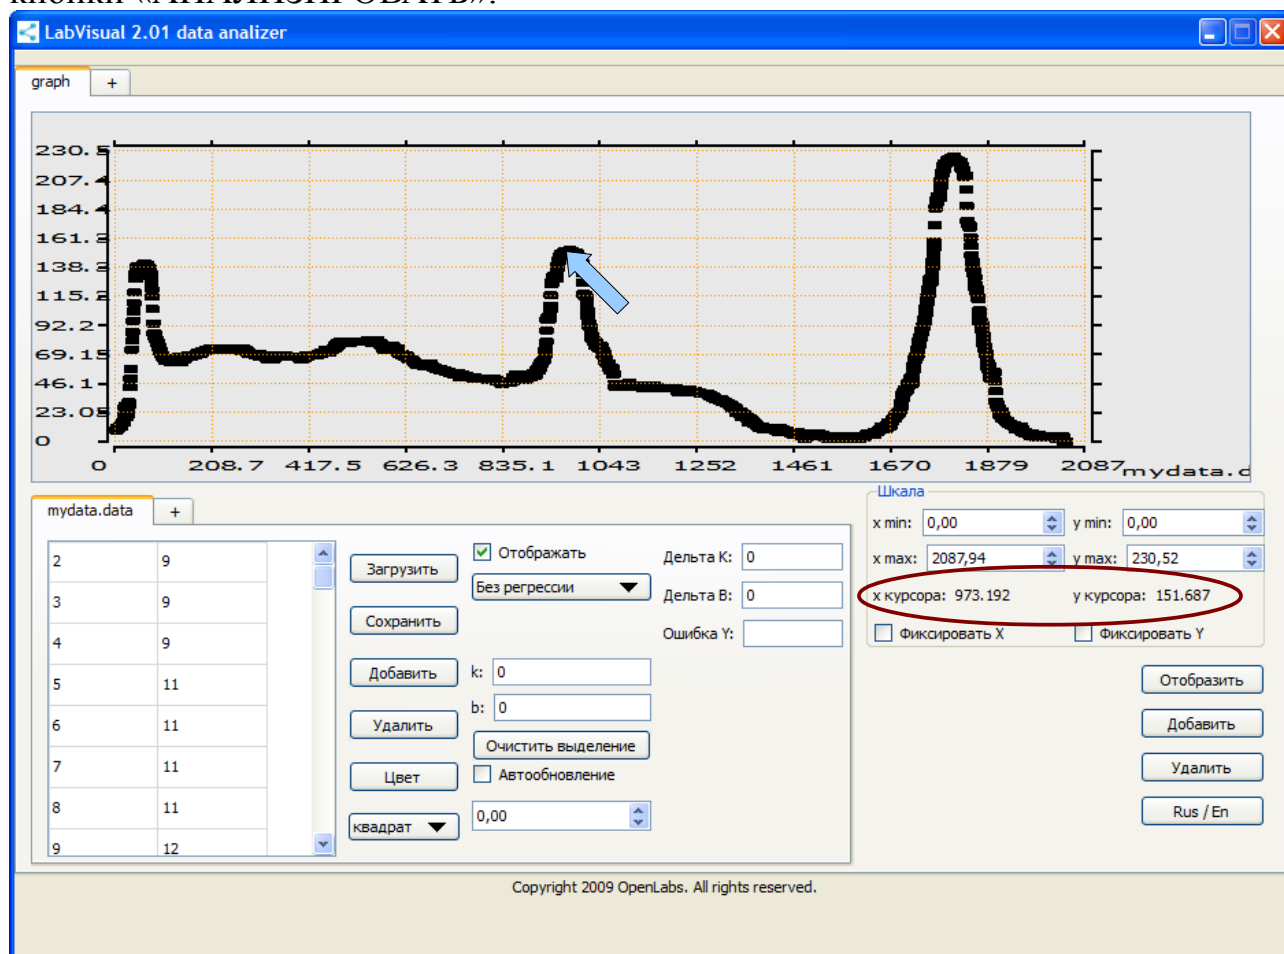 кнопки «АНАЛИЗИРОВАТЬ».
LabVisual 2.01 data analizer
graph +
230.5
207.4
184.4
161.3
138.3
115.2
92.2
69.15
46.1
23.05
0
0 208.7 417.5 626.3 835.1 1043 1252 1461 1670 1879 2087
mydata.d
mydata.data +
2 9
3 9
4 9
5 11
6 11
7 11
8 11
9 12
Загрузить
Сохранить
Добавить
Удалить
Цвет
квадрат
Отображать
Без регрессии
k: 0
b: 0
Очистить выделение
Автообновление
0,00
Дельта К: 0
Дельта В: 0
Ошибка Y:
Шкала
x min: 0,00 y min: 0,00
x max: 2087,94 y max: 230,52
х курсора: 973.192 у курсора: 151.687
Фиксировать X Фиксировать Y
Отобразить
Добавить
Удалить
Rus / En
Copyright 2009 OpenLabs. All rights reserved.